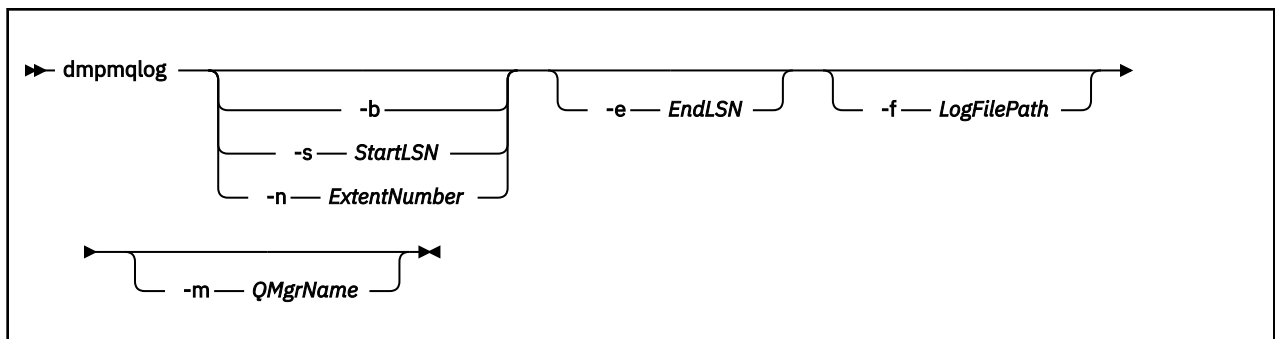 dmpmqlog
-b
-e EndLSN
-f LogFilePath
-s StartLSN
-n ExtentNumber
-m QMgrName